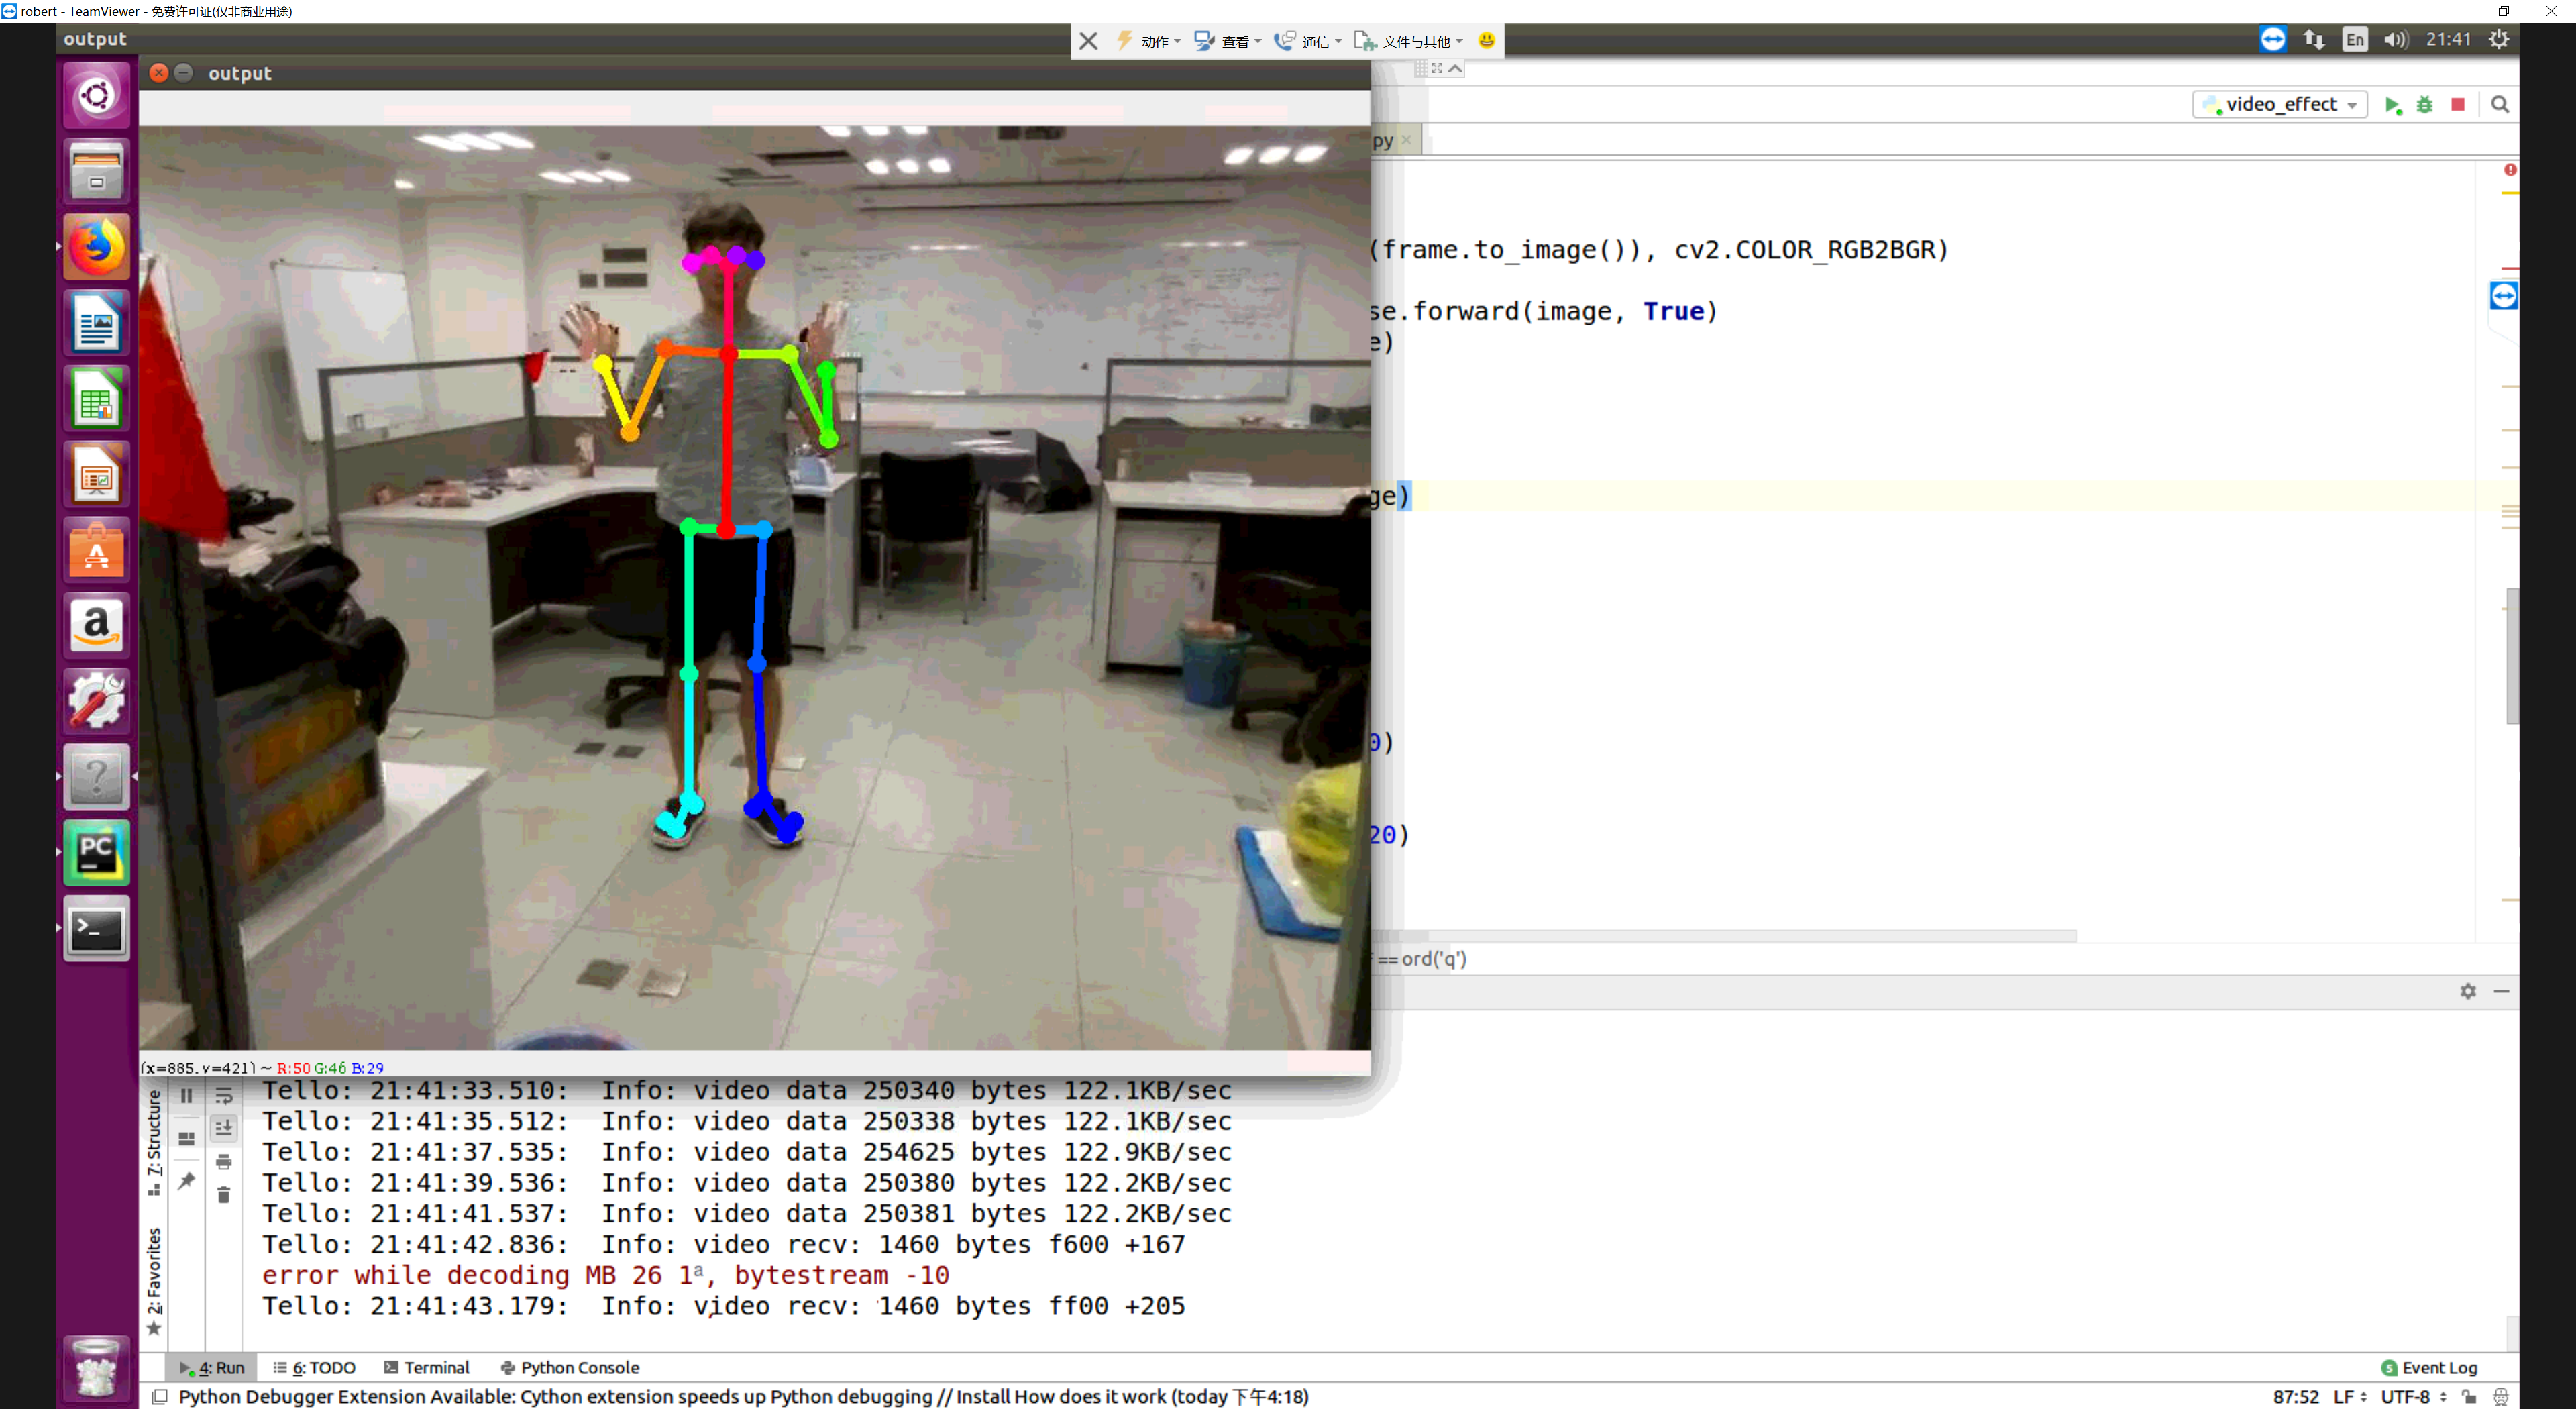 robert - TeamViewer - 免费许可证(仅非商业用途)
output
动作
查看
通信
文件与其他
En
21:41
output
video_effect
py
(frame.to_image()), cv2.COLOR_RGB2BGR)
se.forward(image, True)
e)
ge)
0)
20)
== ord('q')
(x=885, y=421) ~ R:50 G:46 B:29
7: Structure
2: Favorites
Tello: 21:41:33.510:  Info: video data 250340 bytes 122.1KB/sec
Tello: 21:41:35.512:  Info: video data 250338 bytes 122.1KB/sec
Tello: 21:41:37.535:  Info: video data 254625 bytes 122.9KB/sec
Tello: 21:41:39.536:  Info: video data 250380 bytes 122.2KB/sec
Tello: 21:41:41.537:  Info: video data 250381 bytes 122.2KB/sec
Tello: 21:41:42.836:  Info: video recv: 1460 bytes f600 +167
error while decoding MB 26 1, bytestream -10
Tello: 21:41:43.179:  Info: video recv: 1460 bytes ff00 +205
4: Run
6: TODO
Terminal
Python Console
Event Log
Python Debugger Extension Available: Cython extension speeds up Python debugging // Install How does it work (today 下午4:18)
87:52
LF
UTF-8
PC
a